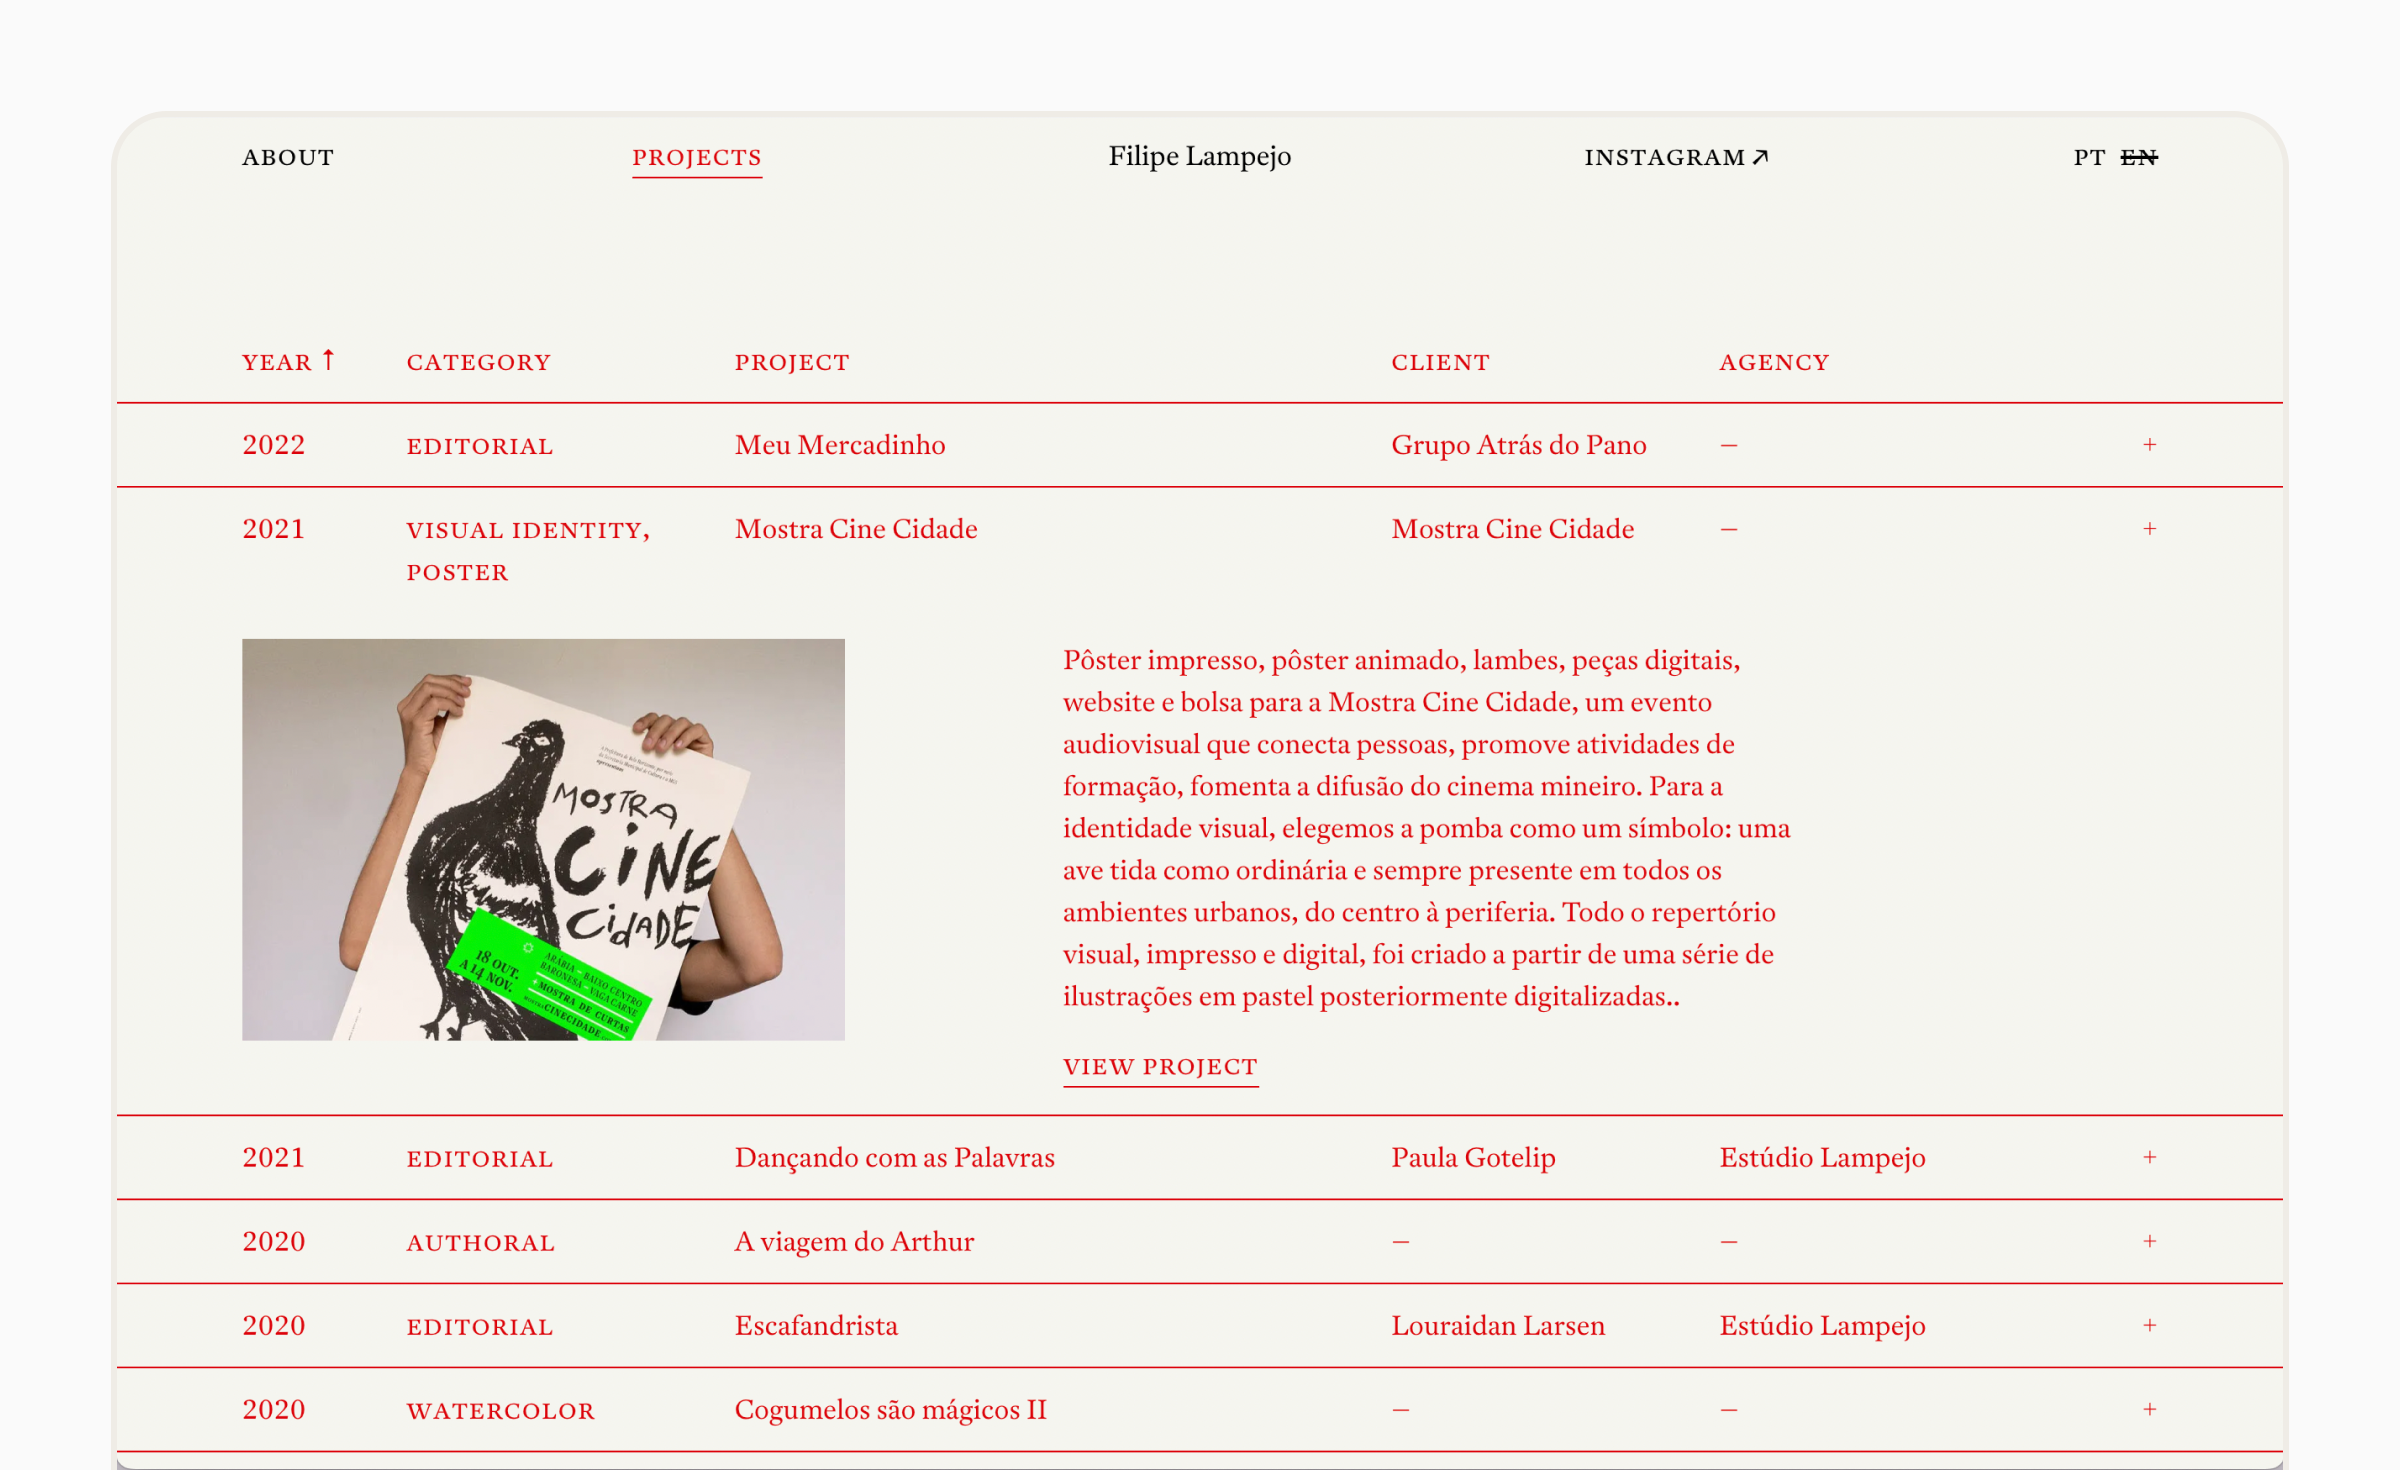 ABOUT PROJECTS Filipe Lampejo INSTAGRAM ↗ PT EN
YEAR ↑ CATEGORY PROJECT CLIENT AGENCY
2022 EDITORIAL Meu Mercadinho Grupo Atrás do Pano — +
2021 VISUAL IDENTITY, Mostra Cine Cidade Mostra Cine Cidade — +
POSTER
MOSTRA
CINE
CIDADE
18 OUT.
A 14 NOV.
ARÁBIA – BAIXO CENTRO
BARONESA – VAGA CARNE
+ MOSTRA DE CURTAS
Pôster impresso, pôster animado, lambes, peças digitais,
website e bolsa para a Mostra Cine Cidade, um evento
audiovisual que conecta pessoas, promove atividades de
formação, fomenta a difusão do cinema mineiro. Para a
identidade visual, elegemos a pomba como um símbolo: uma
ave tida como ordinária e sempre presente em todos os
ambientes urbanos, do centro à periferia. Todo o repertório
visual, impresso e digital, foi criado a partir de uma série de
ilustrações em pastel posteriormente digitalizadas..
VIEW PROJECT
2021 EDITORIAL Dançando com as Palavras Paula Gotelip Estúdio Lampejo +
2020 AUTHORAL A viagem do Arthur — — +
2020 EDITORIAL Escafandrista Louraidan Larsen Estúdio Lampejo +
2020 WATERCOLOR Cogumelos são mágicos II — — +